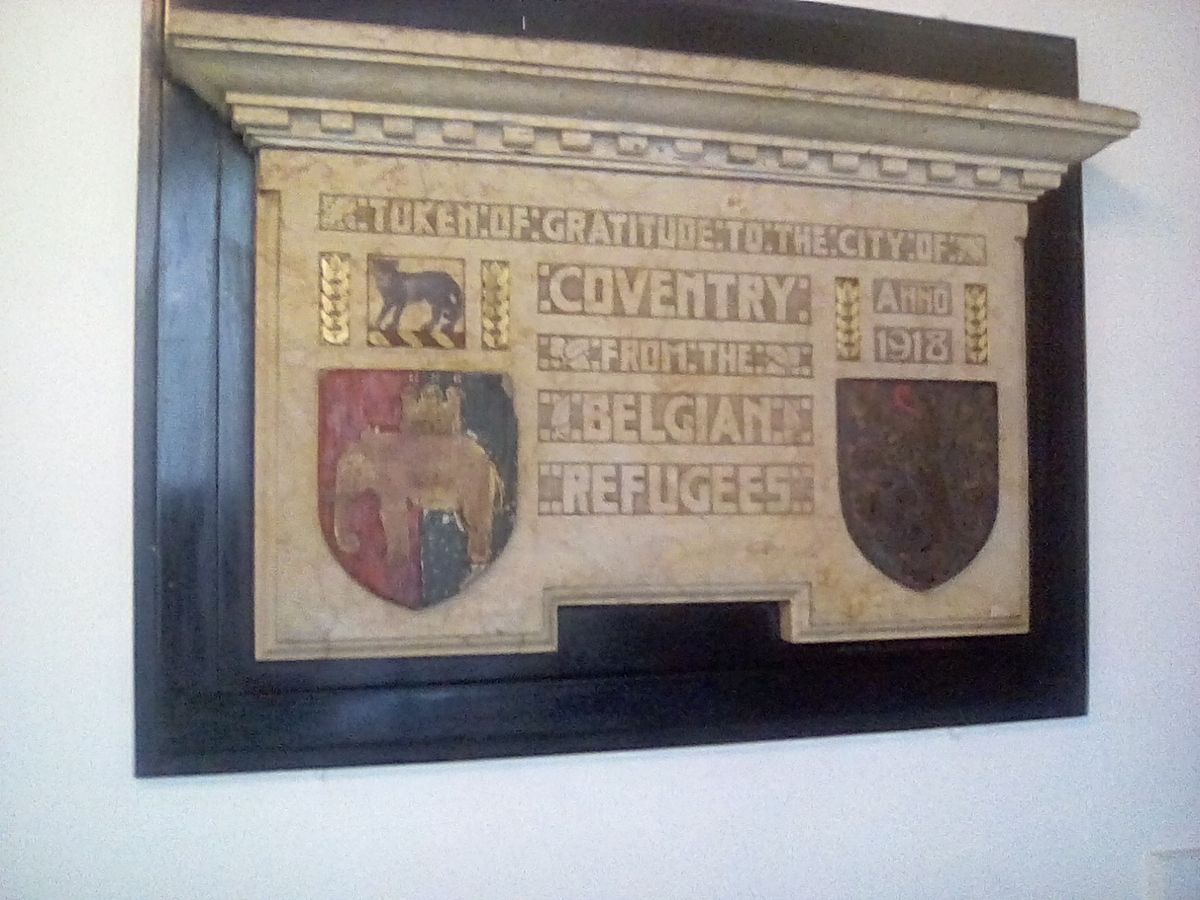 TOKEN·OF·GRATITUDE·TO·THE·CITY·OF
COVENTRY
FROM·THE
BELGIAN
REFUGEES
ANNO
1918